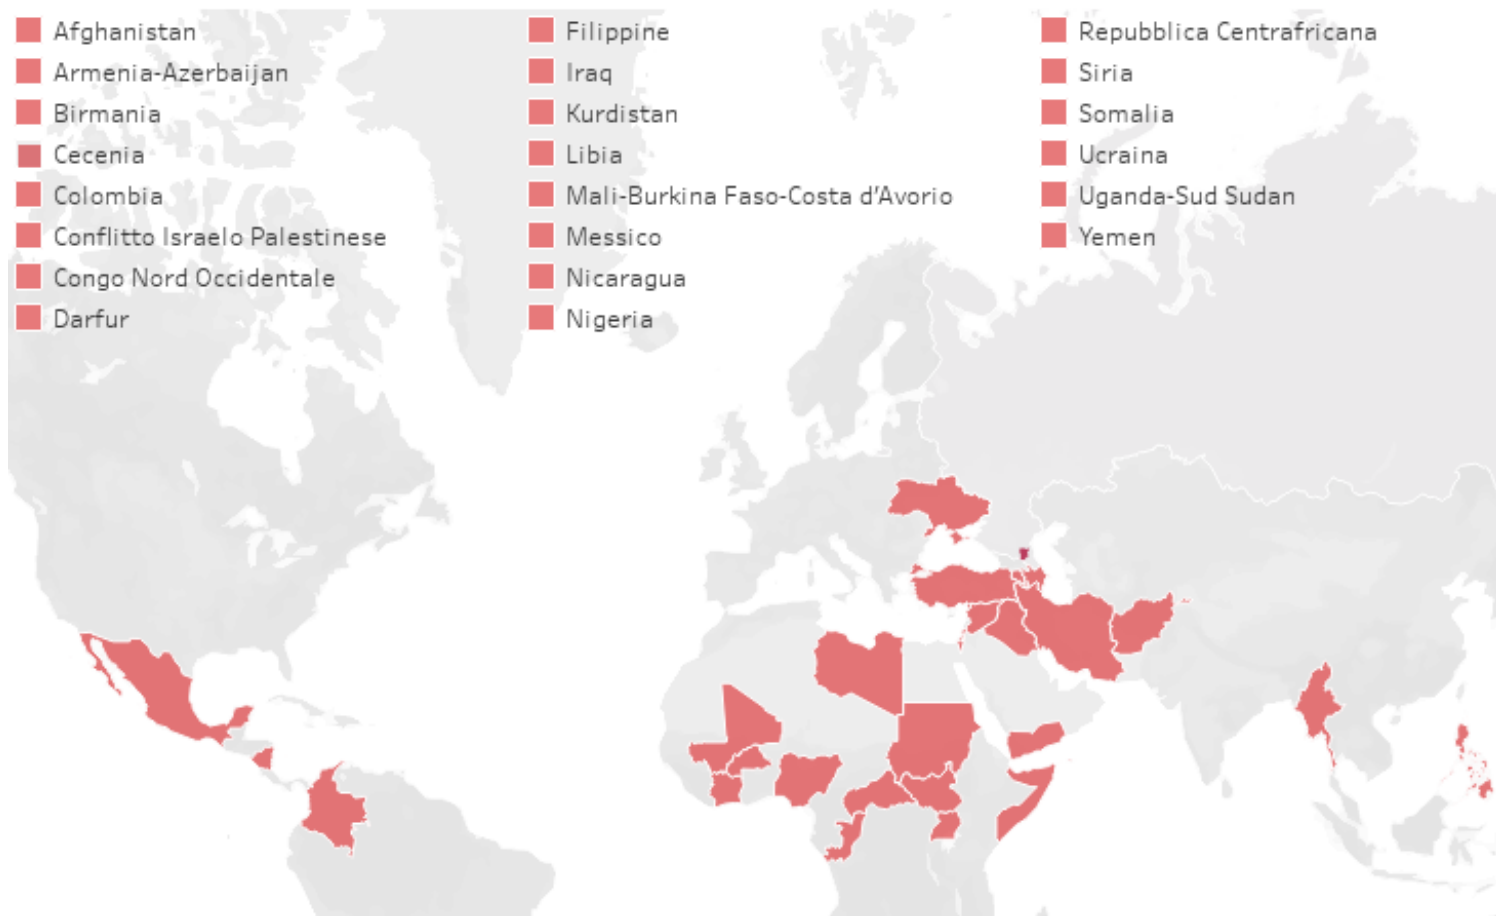 Afghanistan
Armenia-Azerbaijan
Birmania
Cecenia
Colombia
Conflitto Israelo Palestinese
Congo Nord Occidentale
Darfur
Filippine
Iraq
Kurdistan
Libia
Mali-Burkina Faso-Costa d'Avorio
Messico
Nicaragua
Nigeria
Repubblica Centrafricana
Siria
Somalia
Ucraina
Uganda-Sud Sudan
Yemen